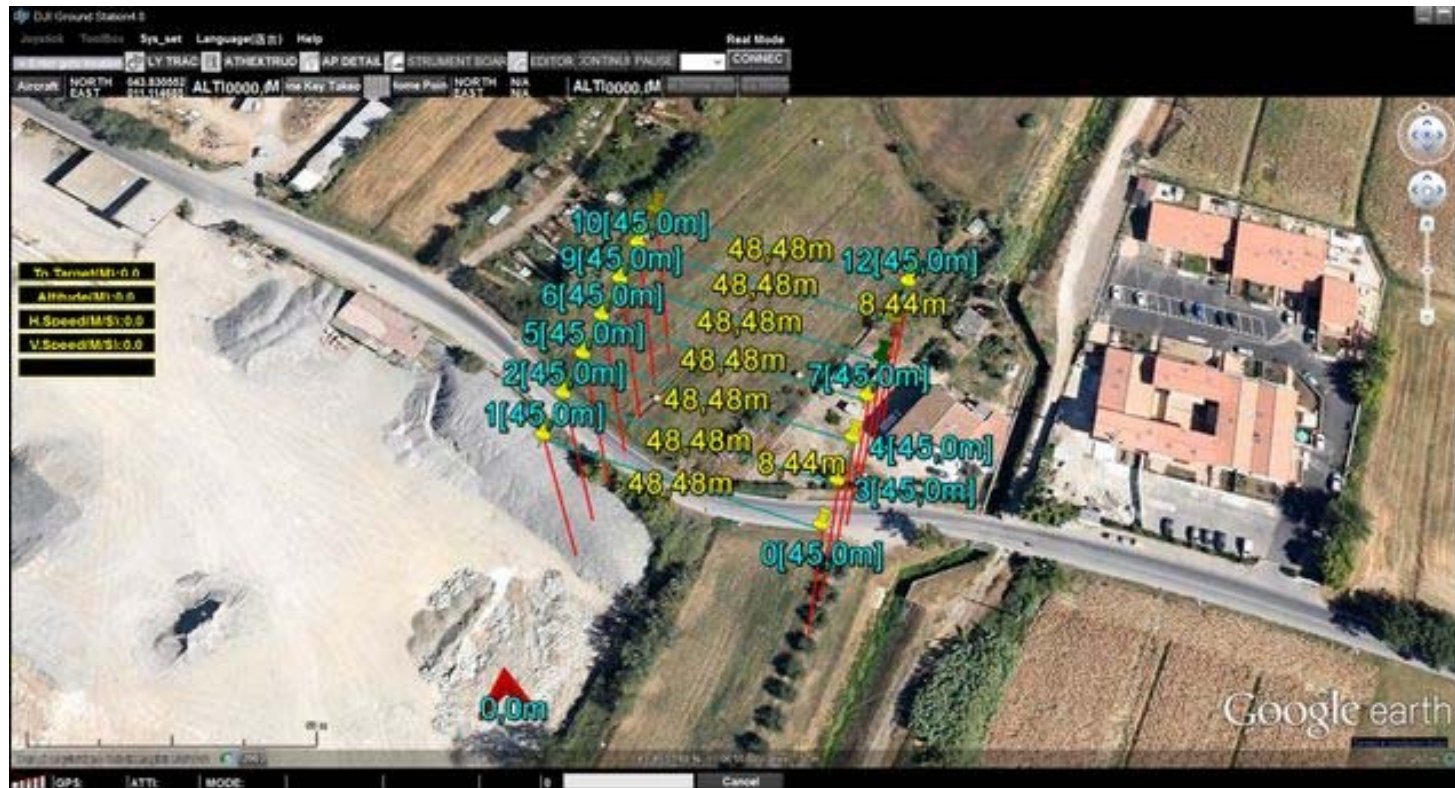 DJI Ground Station4.0
Joystick Toolbox Sys_set Language(语言) Help
Real Mode
LY TRAC ATHEXTRUD AP DETAIL STRUMENT BOAR EDITOR CONTINU PAUSE CONNEC
Aircraft NORTH EAST ALTI0000,(M me Key: Takeo Home Poin NORTH EAST N/A N/A ALTI0000,(M
10[45,0m]
48,48m
9[45,0m]
12[45,0m]
To Target(M):0.0
48,48m
Altitude(M):0.0
6[45,0m]
8,44m
H.Speed(M/S):0.0
48,48m
V.Speed(M/S):0.0
5[45,0m]
48,48m
2[45,0m]
7[45,0m]
48,48m
1[45,0m]
48,48m
4[45,0m]
8,44m
48,48m
3[45,0m]
0[45,0m]
0,0m
Google earth
GPS: ATTI: MODE: 0 Cancel